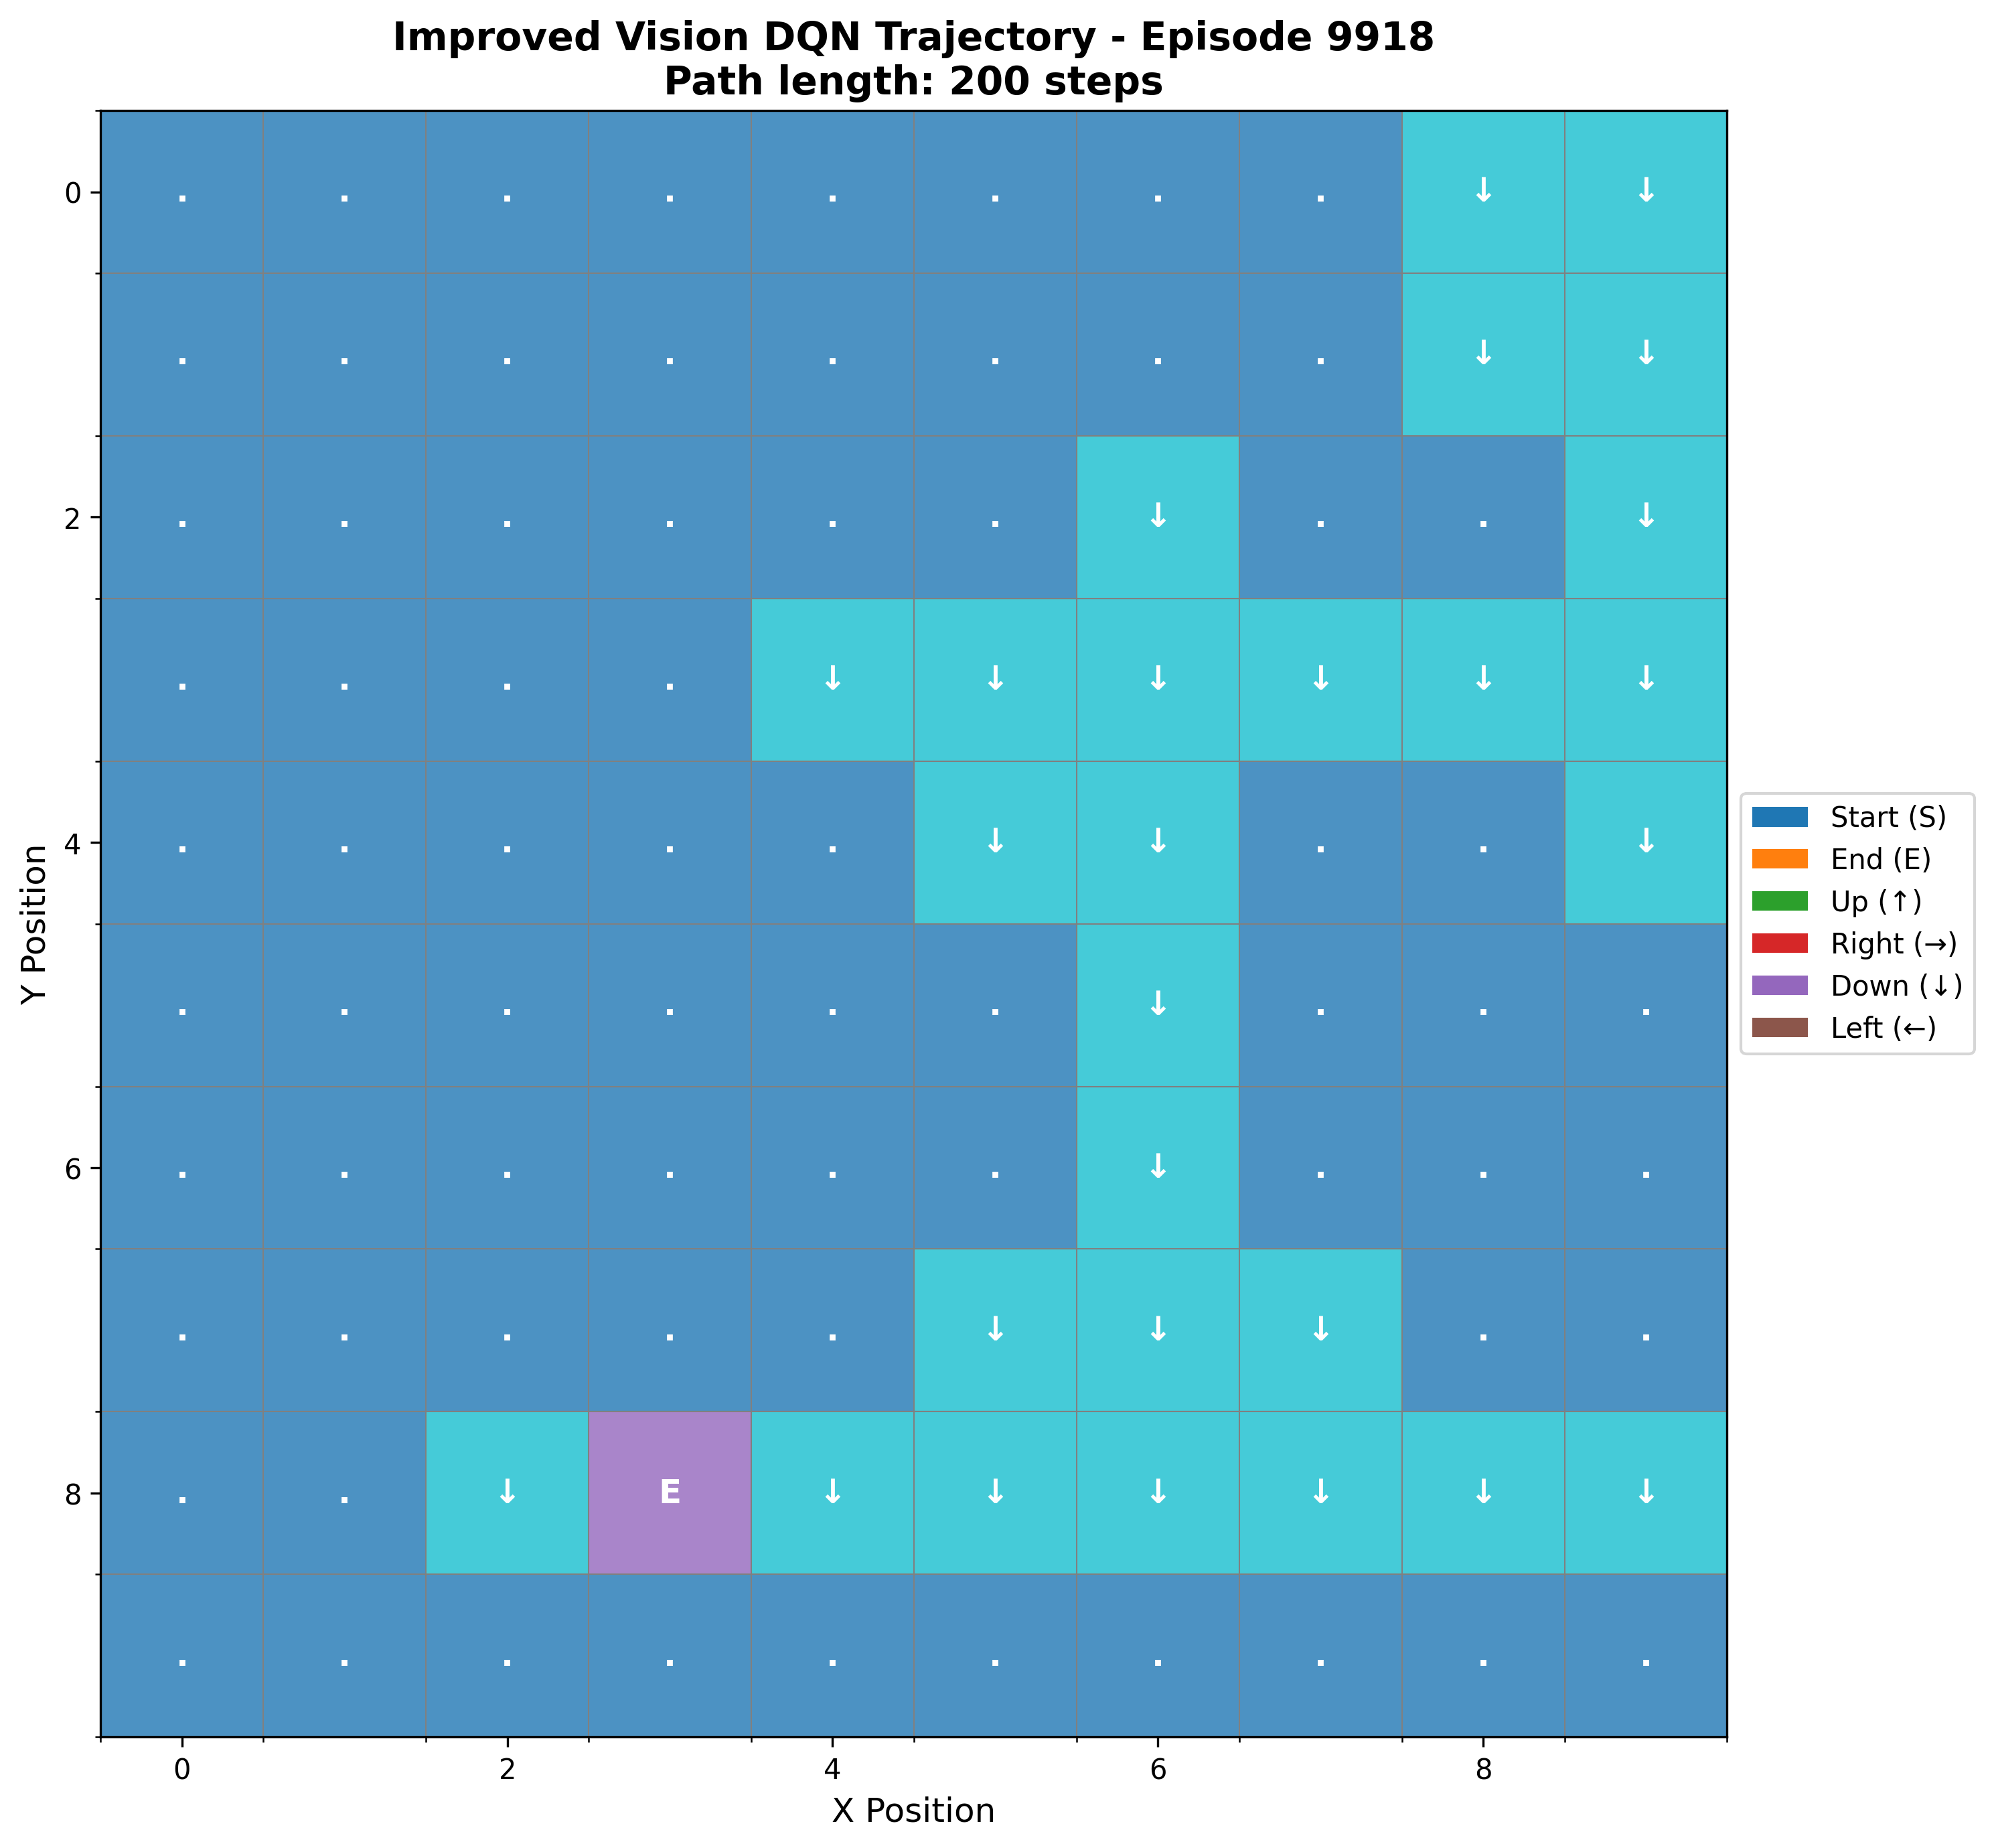 Improved Vision DQN Trajectory - Episode 9918
Path length: 200 steps
0 . . . . . . . . ↓ ↓
. . . . . . . . ↓ ↓
2 . . . . . . ↓ . . ↓
. . . . ↓ ↓ ↓ ↓ ↓ ↓
4 . . . . . ↓ ↓ . . ↓
. . . . . . ↓ . . .
6 . . . . . . ↓ . . .
. . . . . ↓ ↓ ↓ . .
8 . . ↓ E ↓ ↓ ↓ ↓ ↓ ↓
. . . . . . . . . .
0 2 4 6 8
X Position
Y Position
Start (S)
End (E)
Up (↑)
Right (→)
Down (↓)
Left (←)